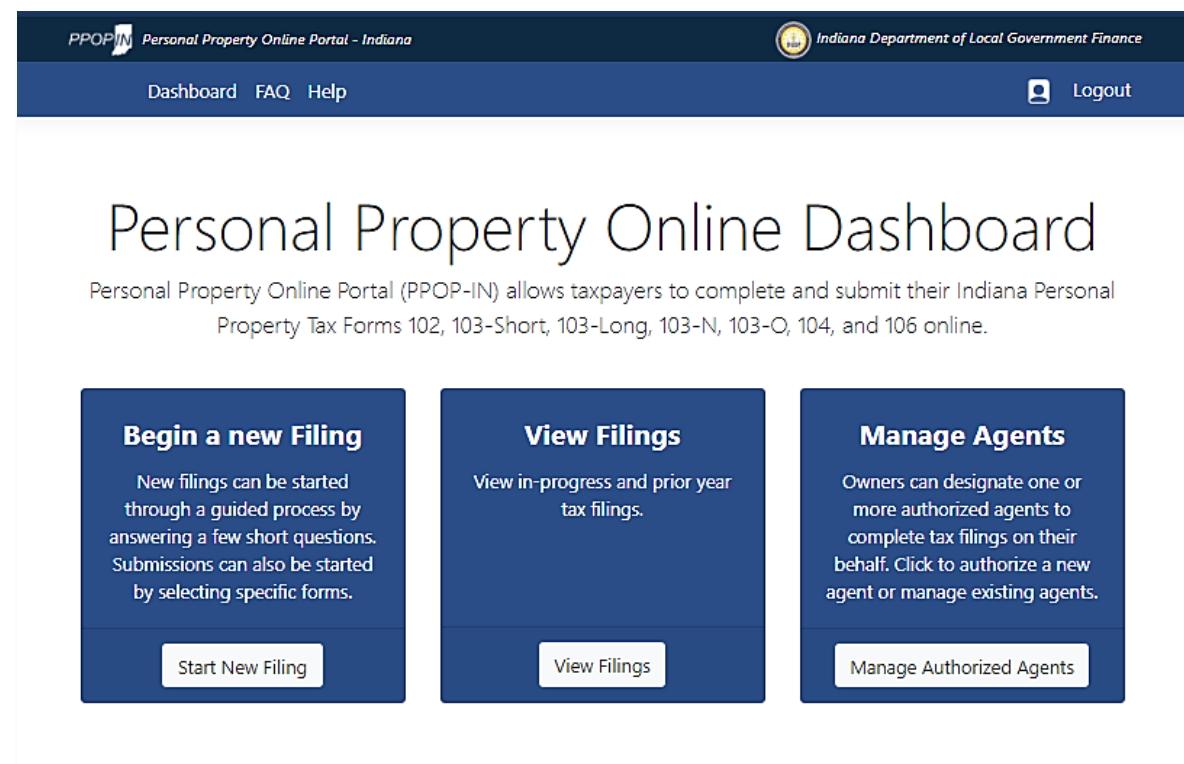 PPOPIN Personal Property Online Portal - Indiana
Indiana Department of Local Government Finance
Dashboard FAQ Help
Logout
Personal Property Online Dashboard
Personal Property Online Portal (PPOP-IN) allows taxpayers to complete and submit their Indiana Personal
Property Tax Forms 102, 103-Short, 103-Long, 103-N, 103-O, 104, and 106 online.
Begin a new Filing
New filings can be started
through a guided process by
answering a few short questions.
Submissions can also be started
by selecting specific forms.
Start New Filing
View Filings
View in-progress and prior year
tax filings.
View Filings
Manage Agents
Owners can designate one or
more authorized agents to
complete tax filings on their
behalf. Click to authorize a new
agent or manage existing agents.
Manage Authorized Agents